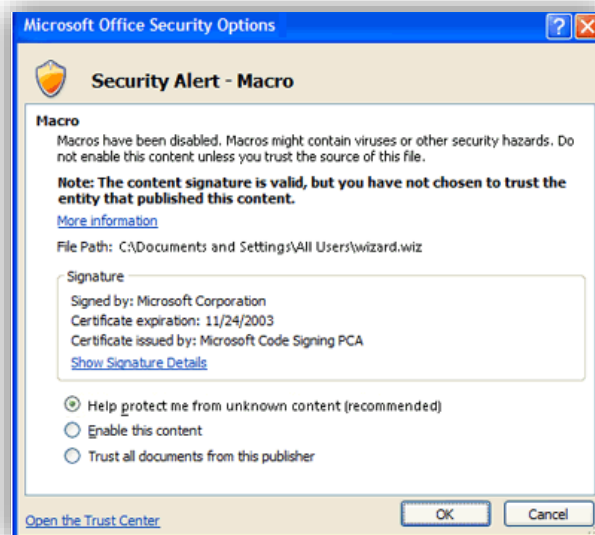 Microsoft Office Security Options
Security Alert - Macro
Macro
Macros have been disabled. Macros might contain viruses or other security hazards. Do
not enable this content unless you trust the source of this file.
Note: The content signature is valid, but you have not chosen to trust the
entity that published this content.
More information
File Path: C:\Documents and Settings\All Users\wizard.wiz
Signature
Signed by: Microsoft Corporation
Certificate expiration: 11/24/2003
Certificate issued by: Microsoft Code Signing PCA
Show Signature Details
Help protect me from unknown content (recommended)
Enable this content
Trust all documents from this publisher
Open the Trust Center
OK
Cancel